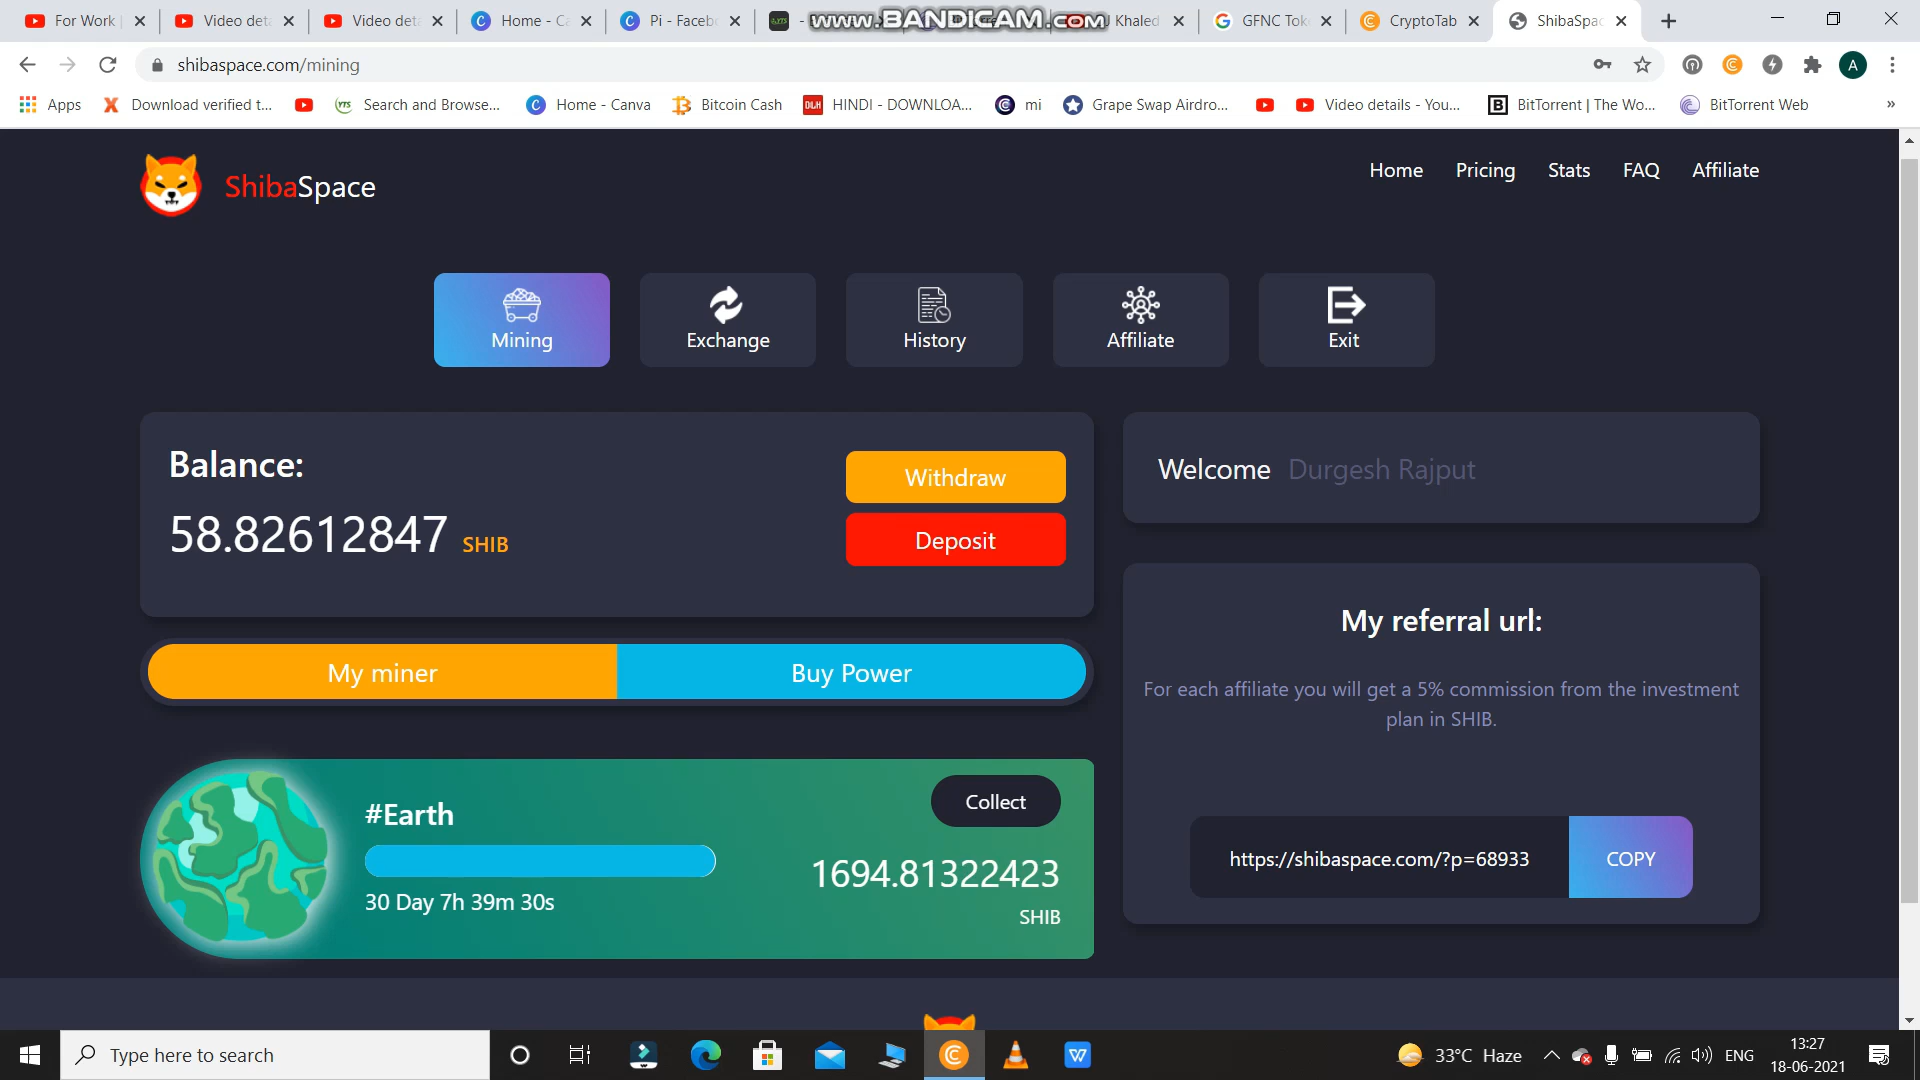 For Work
Video det
Video det
Home - C
Pi - Faceb
www.BANDICAM.com
Khaled
GFNC Tok
CryptoTab
ShibaSpac
shibaspace.com/mining
A
Apps
Download verified t...
Search and Browse...
Home - Canva
Bitcoin Cash
HINDI - DOWNLOA...
mi
Grape Swap Airdro...
Video details - You...
BitTorrent | The Wo...
BitTorrent Web
»
ShibaSpace
Home
Pricing
Stats
FAQ
Affiliate
Mining
Exchange
History
Affiliate
Exit
Balance:
58.82612847 SHIB
Withdraw
Deposit
Welcome Durgesh Rajput
My miner
Buy Power
My referral url:
For each affiliate you will get a 5% commission from the investment
plan in SHIB.
https://shibaspace.com/?p=68933
COPY
#Earth
30 Day 7h 39m 30s
Collect
1694.81322423
SHIB
Type here to search
33°C Haze
ENG
13:27
18-06-2021